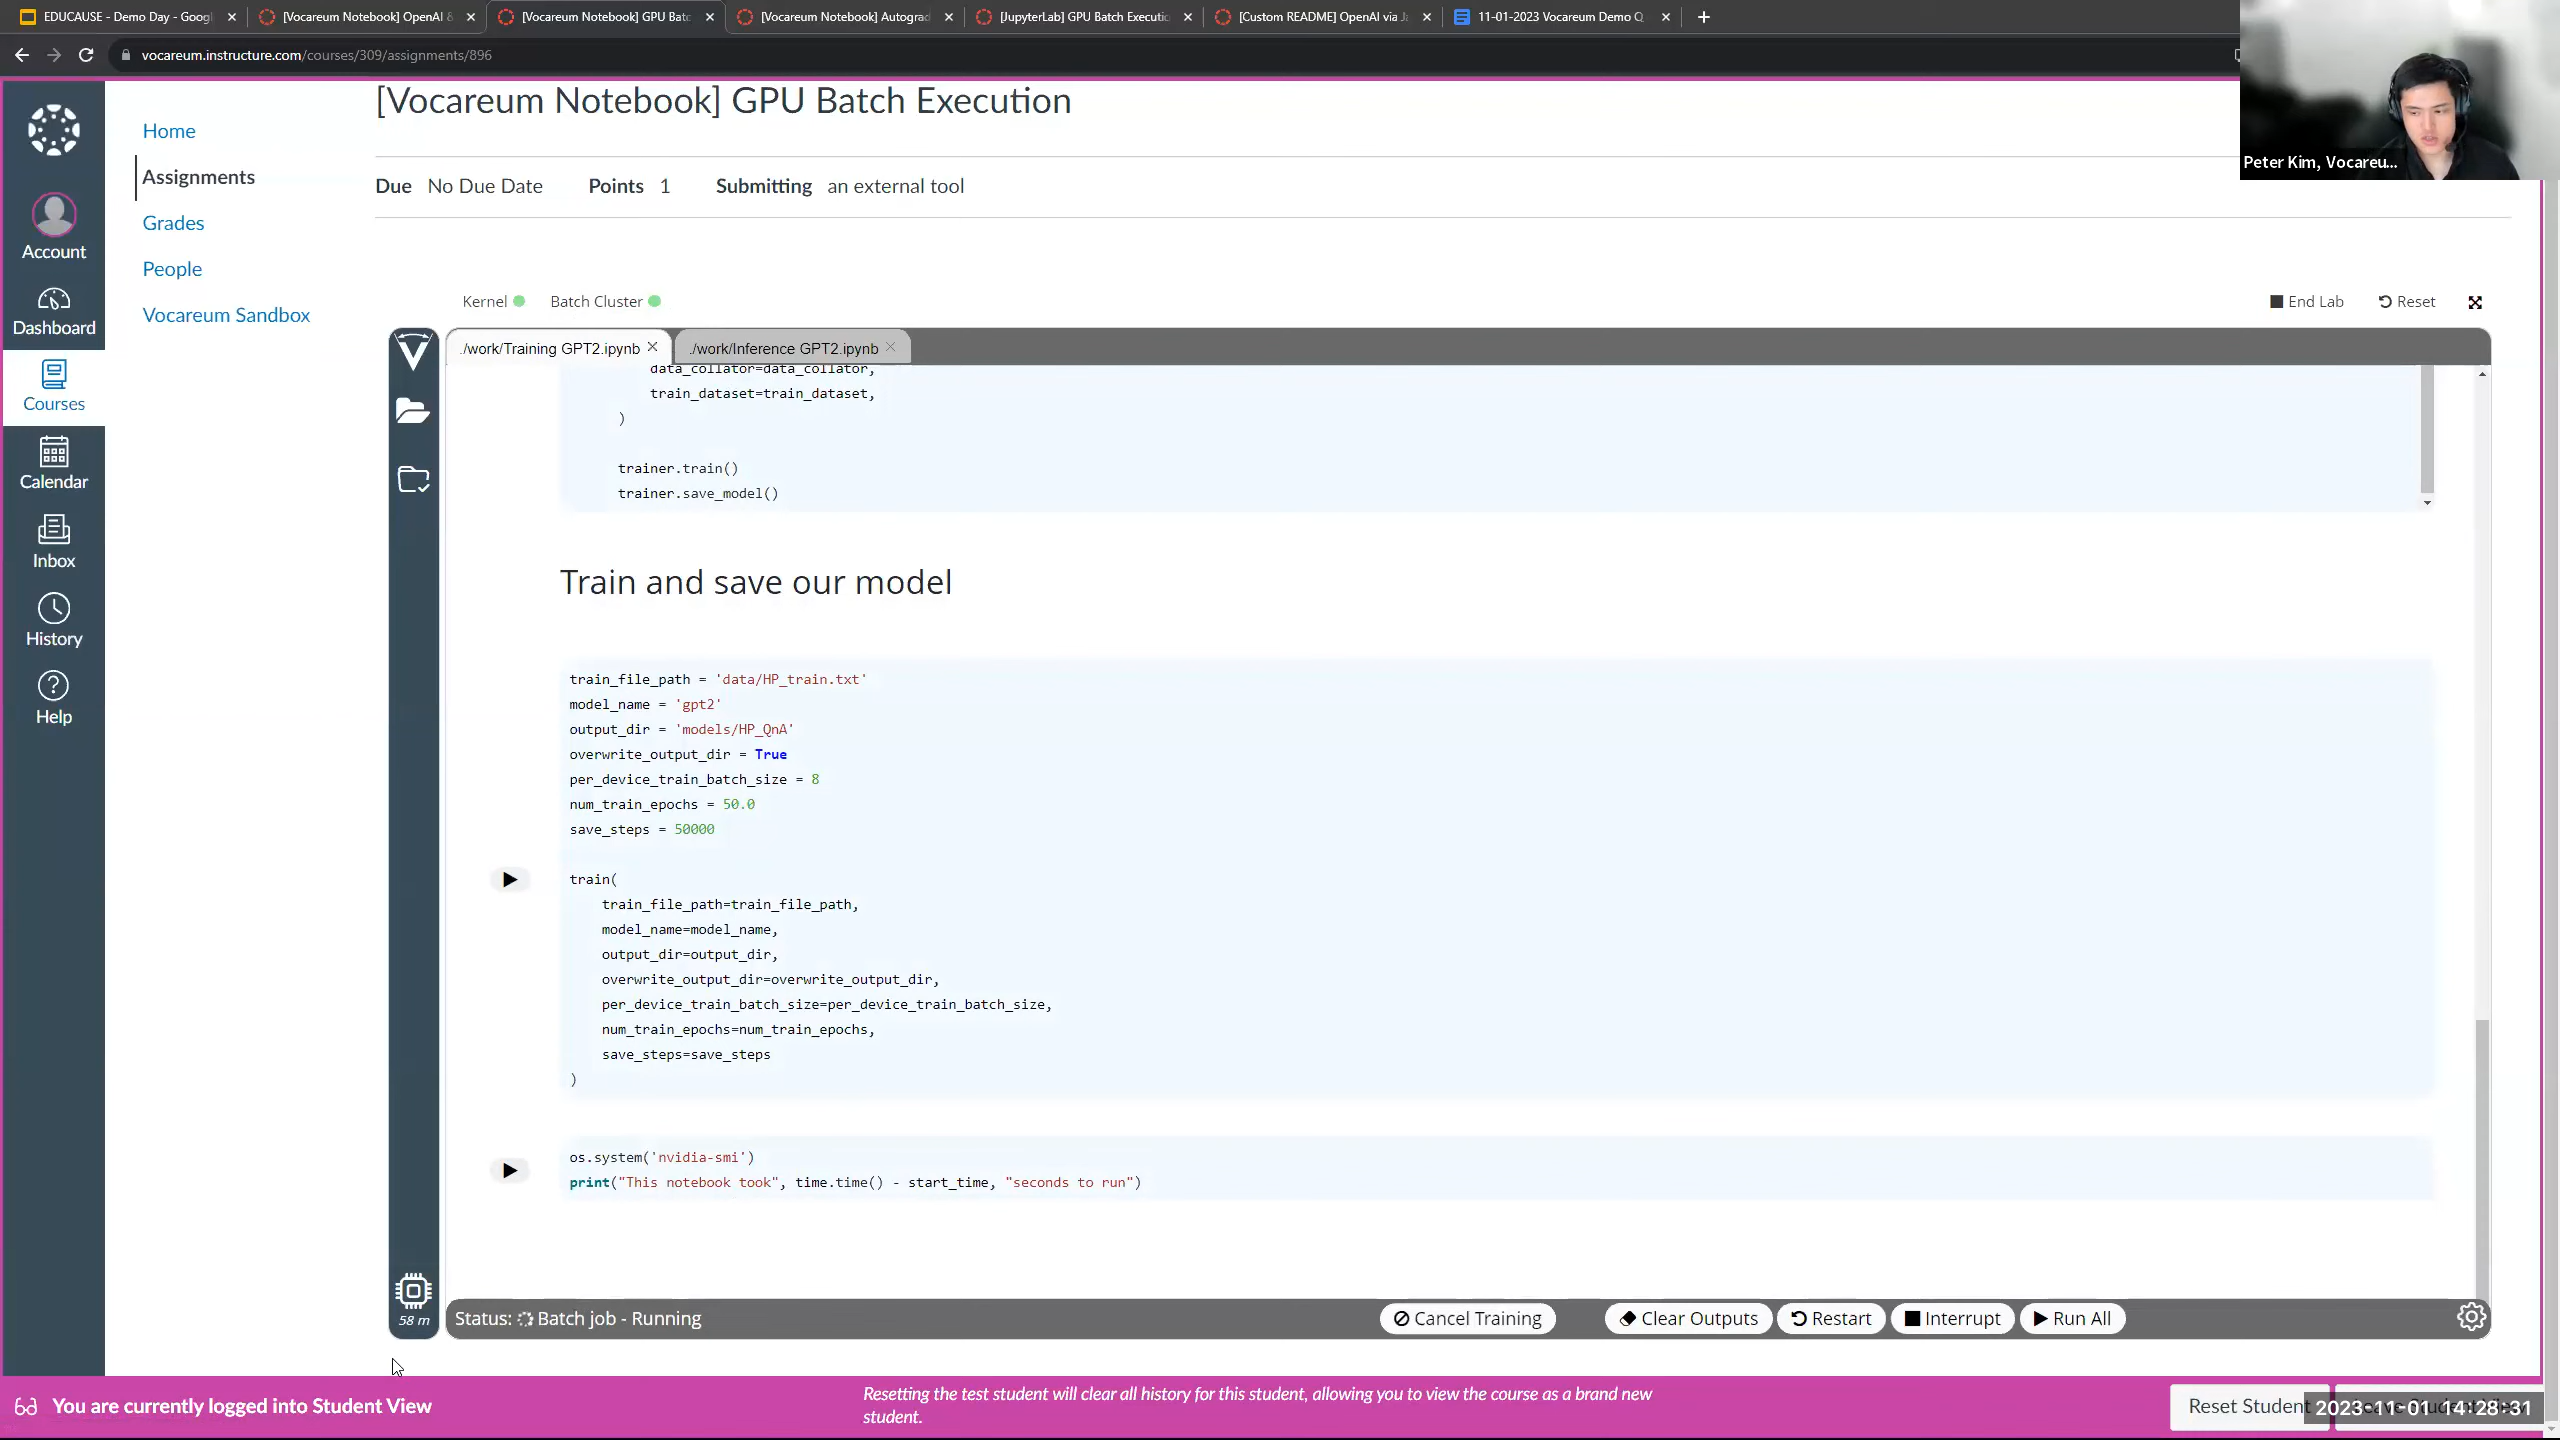 EDUCAUSE - Demo Day - Googl
[Vocareum Notebook] OpenAI &
[Vocareum Notebook] GPU Batc
[Vocareum Notebook] Autograd
[JupyterLab] GPU Batch Executio
[Custom README] OpenAI via J
11-01-2023 Vocareum Demo Q
vocareum.instructure.com/courses/309/assignments/896
Peter Kim, Vocareu...
[Vocareum Notebook] GPU Batch Execution
Due No Due Date Points 1 Submitting an external tool
Home
Assignments
Grades
People
Vocareum Sandbox
Account
Dashboard
Courses
Calendar
Inbox
History
Help
Kernel Batch Cluster
End Lab Reset
./work/Training GPT2.ipynb
./work/Inference GPT2.ipynb
data_collator=data_collator,
train_dataset=train_dataset,
)
trainer.train()
trainer.save_model()
Train and save our model
train_file_path = 'data/HP_train.txt'
model_name = 'gpt2'
output_dir = 'models/HP_QnA'
overwrite_output_dir = True
per_device_train_batch_size = 8
num_train_epochs = 50.0
save_steps = 50000
train(
train_file_path=train_file_path,
model_name=model_name,
output_dir=output_dir,
overwrite_output_dir=overwrite_output_dir,
per_device_train_batch_size=per_device_train_batch_size,
num_train_epochs=num_train_epochs,
save_steps=save_steps
)
os.system('nvidia-smi')
print("This notebook took", time.time() - start_time, "seconds to run")
58 m
Status: Batch job - Running
Cancel Training Clear Outputs Restart Interrupt Run All
You are currently logged into Student View
Resetting the test student will clear all history for this student, allowing you to view the course as a brand new
student.
Reset Student
2023-11-01 14:28:31